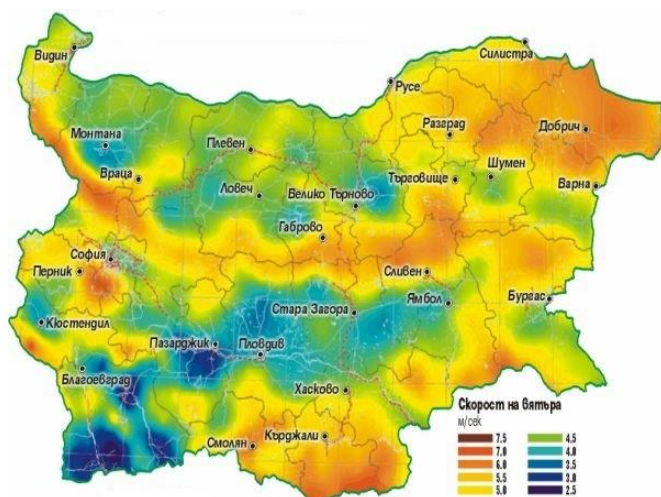 Видин
Силистра
Русе
Монтана
Плевен
Разград
Добрич
Враца
Ловеч
Велико Търново
Търговище
Шумен
Варна
Габрово
София
Перник
Сливен
Кюстендил
Стара Загора
Ямбол
Бургас
Пазарджик
Пловдив
Благоевград
Хасково
Смолян
Кърджали
Скорост на вятъра
м/сек
7.5 4.5
7.0 4.0
6.0 3.5
5.5 3.0
5.0 2.5